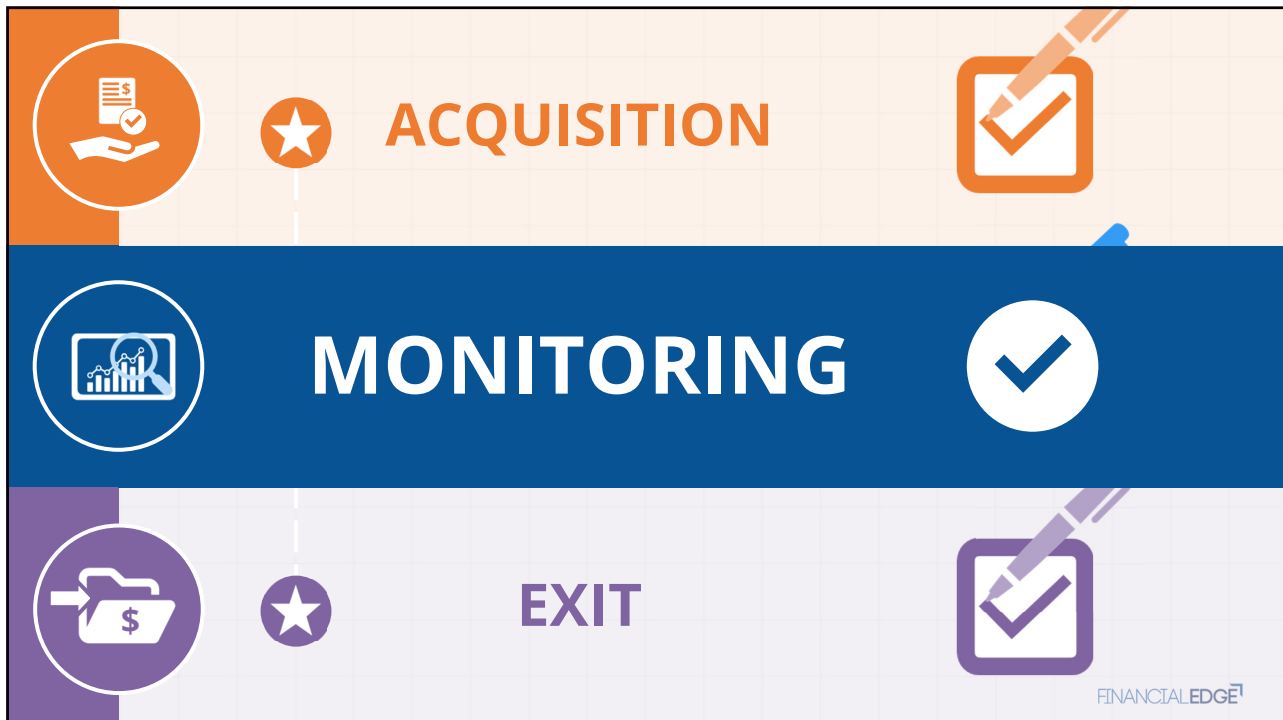 $
ACQUISITION
MONITORING
$
EXIT
FINANCIALEDGE